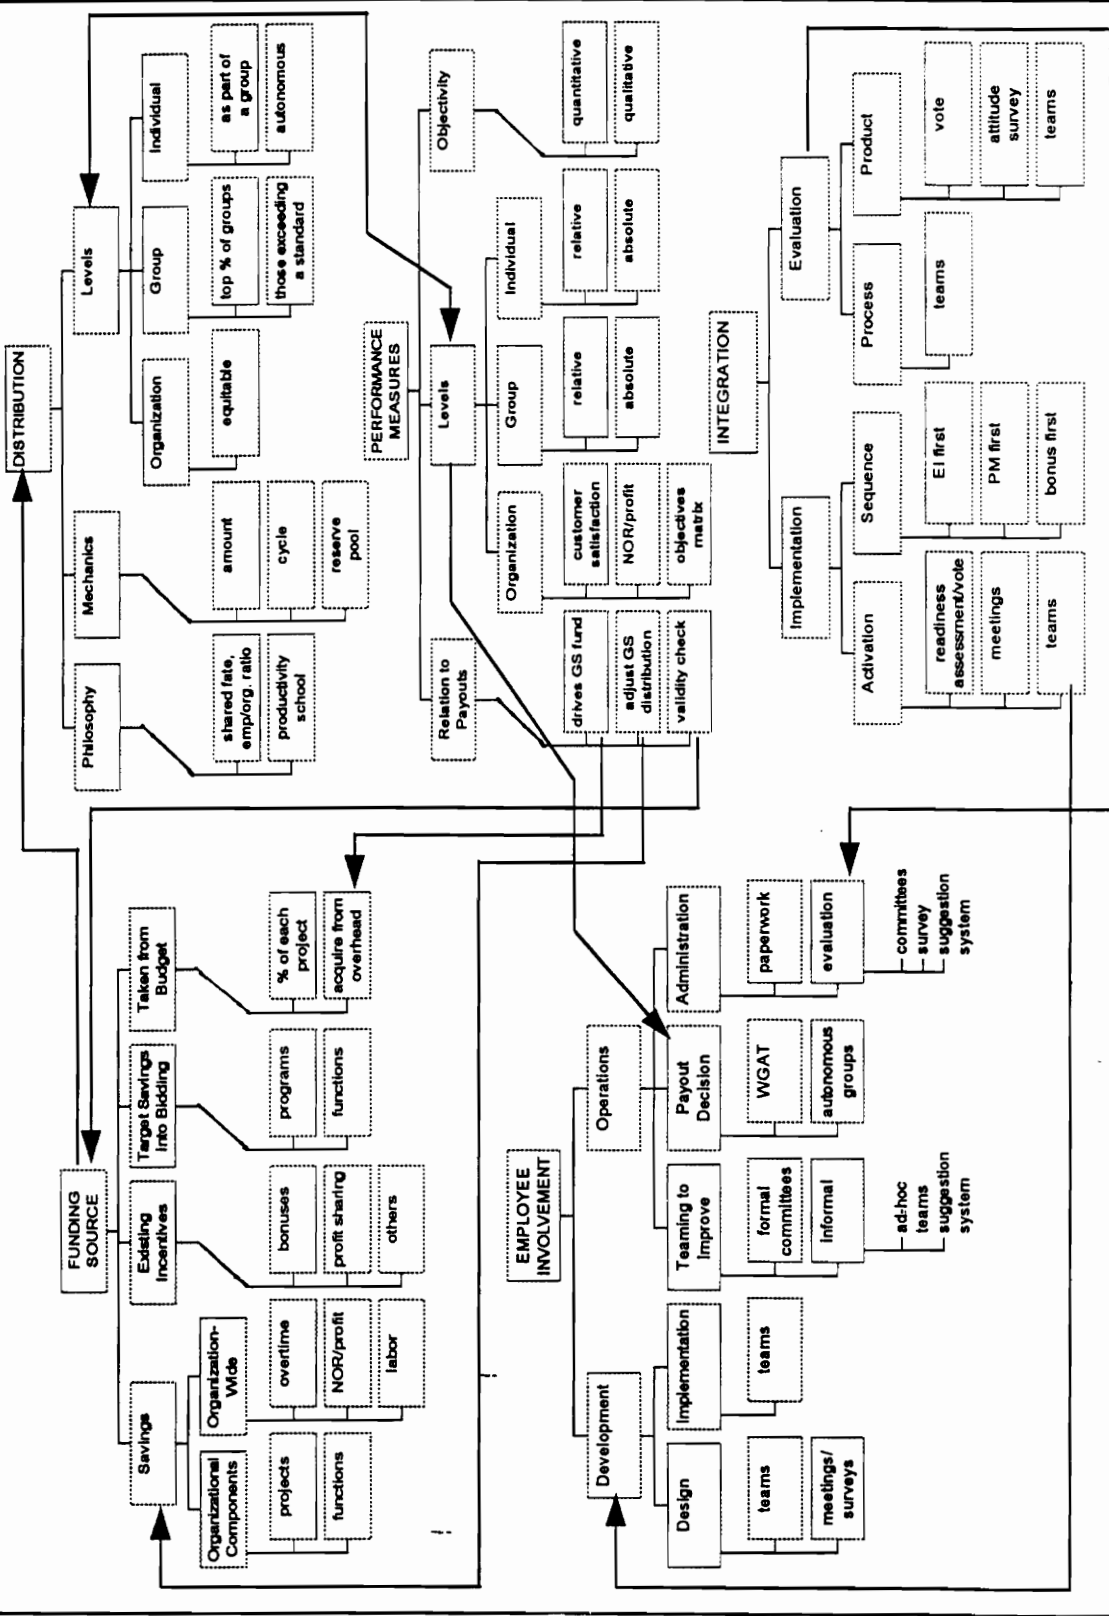 FUNDING
SOURCE
Savings
Organizational
Components
projects
functions
Organization-
Wide
overtime
NOR/profit
labor
Existing
Incentives
bonuses
profit sharing
others
Target Savings
Into Bidding
programs
functions
Taken from
Budget
% of each
project
acquire from
overhead
DISTRIBUTION
Philosophy
shared fate,
emp/org. ratio
productivity
school
Mechanics
amount
cycle
reserve
pool
Levels
Organization
equitable
Group
top % of groups
those exceeding
a standard
Individual
as part of
a group
autonomous
PERFORMANCE
MEASURES
Relation to
Payouts
drives GS fund
adjust GS
distribution
validity check
Levels
Organization
customer
satisfaction
NOR/profit
objectives
matrix
Group
relative
absolute
Individual
relative
absolute
Objectivity
quantitative
qualitative
EMPLOYEE
INVOLVEMENT
Development
Design
teams
meetings/
surveys
Implementation
teams
Operations
Teaming to
Improve
formal
committees
Informal
ad-hoc
teams
suggestion
system
Payout
Decision
WGAT
autonomous
groups
Administration
paperwork
evaluation
committees
survey
suggestion
system
INTEGRATION
Implementation
Activation
readiness
assessment/vote
meetings
teams
Sequence
EI first
PM first
bonus first
Evaluation
Process
teams
Product
vote
attitude
survey
teams